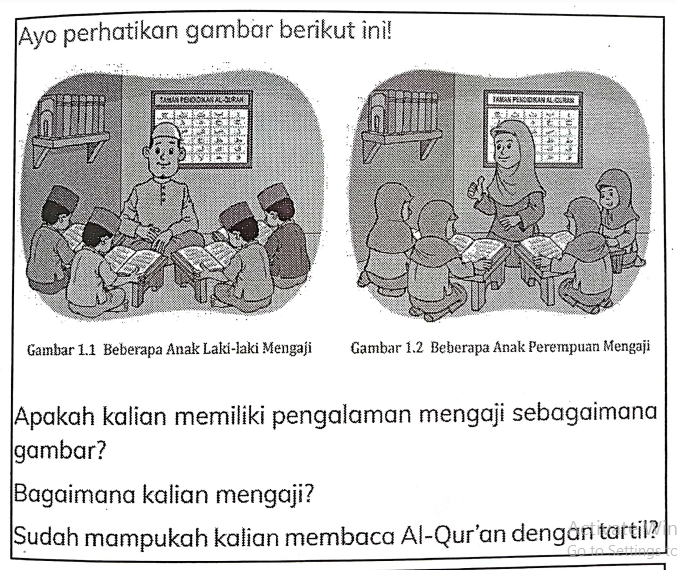 Ayo perhatikan gambar berikut ini!
TAMAN PENDIDIKAN AL-QURAN
TAMAN PENDIDIKAN AL-QURAN
Gambar 1.1 Beberapa Anak Laki-laki Mengaji
Gambar 1.2 Beberapa Anak Perempuan Mengaji
Apakah kalian memiliki pengalaman mengaji sebagaimana
gambar?
Bagaimana kalian mengaji?
Sudah mampukah kalian membaca Al-Qur'an dengan tartil?
Activate Win
Go to Settings to